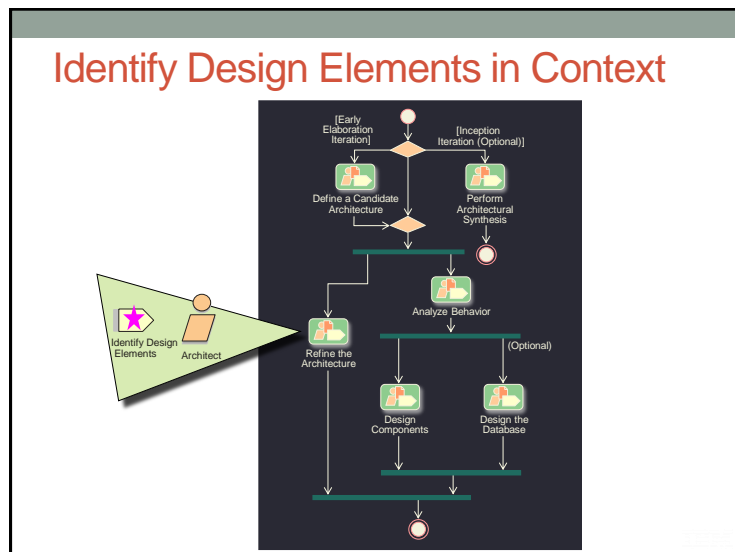 Identify Design Elements in Context
[Early
Elaboration
Iteration]
[Inception
Iteration (Optional)]
Define a Candidate
Architecture
Perform
Architectural
Synthesis
Analyze Behavior
Identify Design
Elements
Architect
Refine the
Architecture
(Optional)
Design
Components
Design the
Database